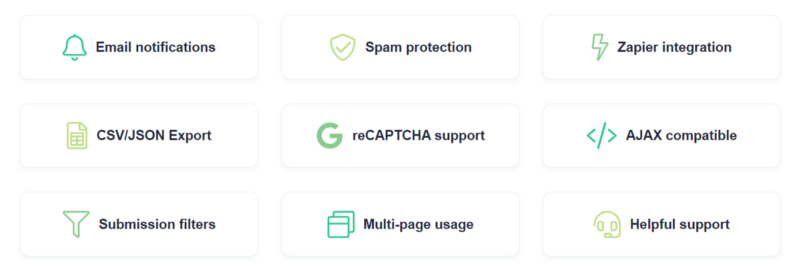 Email notifications
Spam protection
Zapier integration
CSV/JSON Export
reCAPTCHA support
AJAX compatible
Submission filters
Multi-page usage
Helpful support